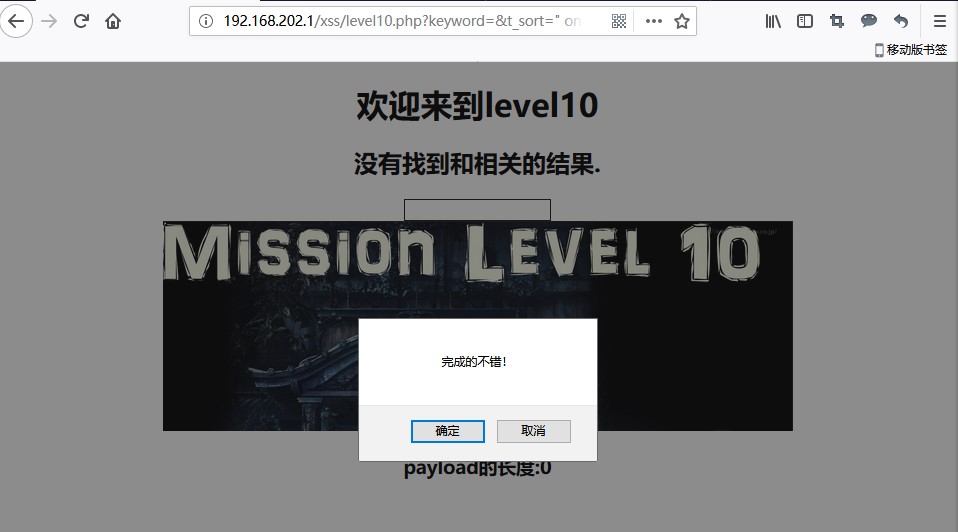 192.168.202.1/xss/level10.php?keyword=&t_sort=" on
移动版书签
欢迎来到level10
没有找到和相关的结果.
Mission Level 10
完成的不错!
确定
取消
payload的长度:0